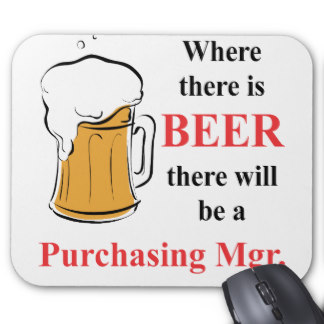 Where
there is
BEER
there will
be a
Purchasing Mgr.